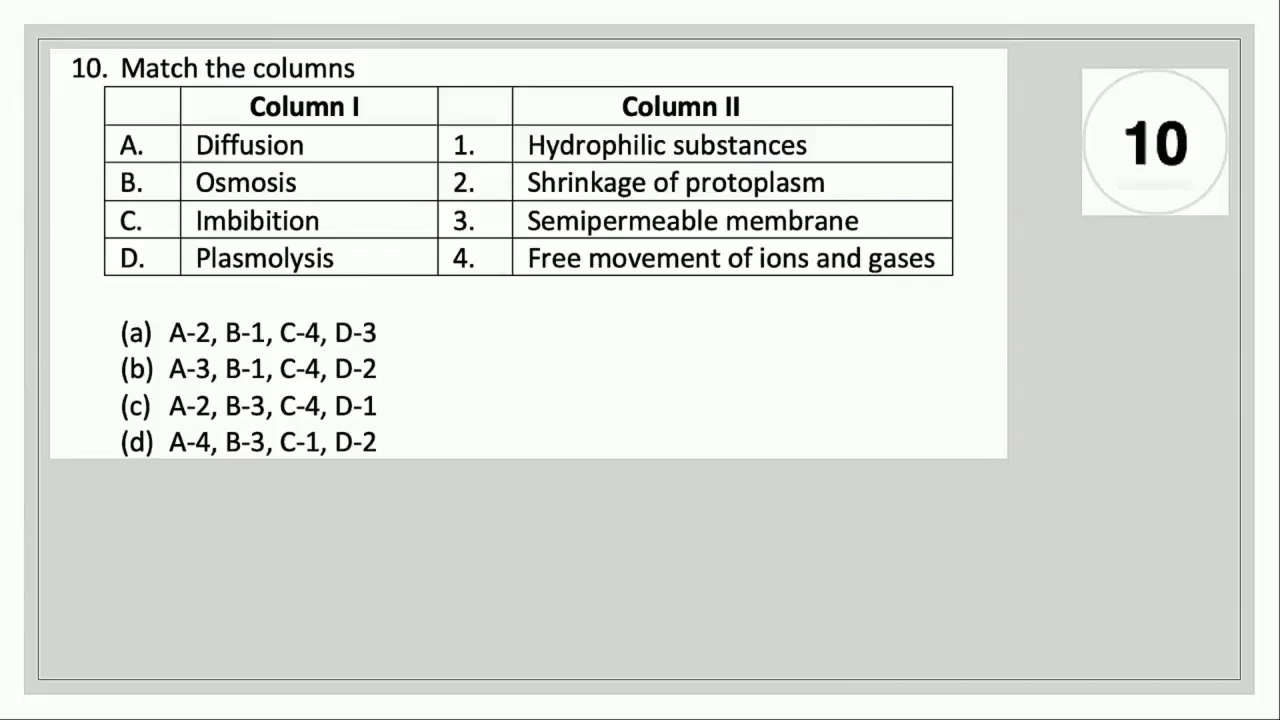 10. Match the columns
Column I Column II
A. Diffusion 1. Hydrophilic substances
B. Osmosis 2. Shrinkage of protoplasm
C. Imbibition 3. Semipermeable membrane
D. Plasmolysis 4. Free movement of ions and gases
(a) A-2, B-1, C-4, D-3
(b) A-3, B-1, C-4, D-2
(c) A-2, B-3, C-4, D-1
(d) A-4, B-3, C-1, D-2
10